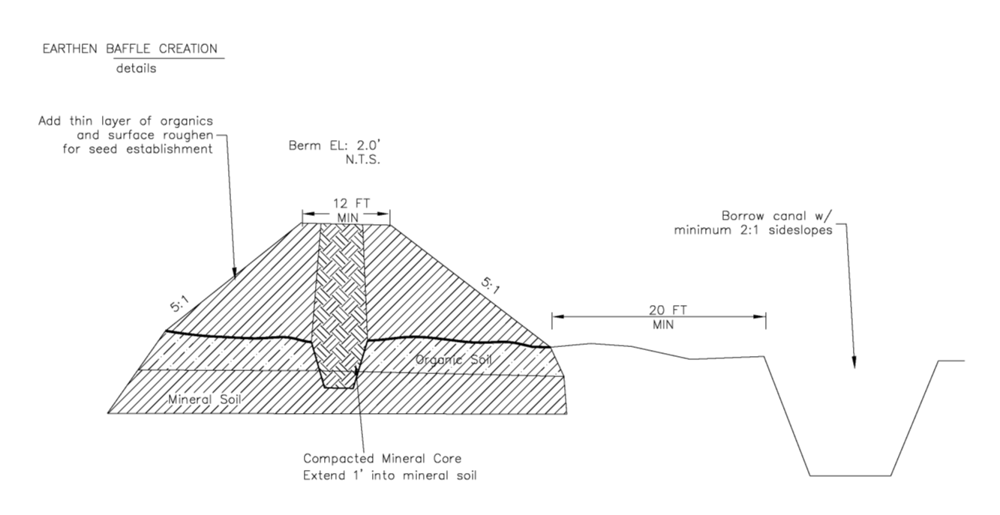 EARTHEN BAFFLE CREATION
details
Add thin layer of organics
and surface roughen
for seed establishment
Berm EL: 2.0'
N.T.S.
12 FT
MIN
Borrow canal w/
minimum 2:1 sideslopes
5:1
5:1
20 FT
MIN
Organic Soil
Mineral Soil
Compacted Mineral Core
Extend 1' into mineral soil